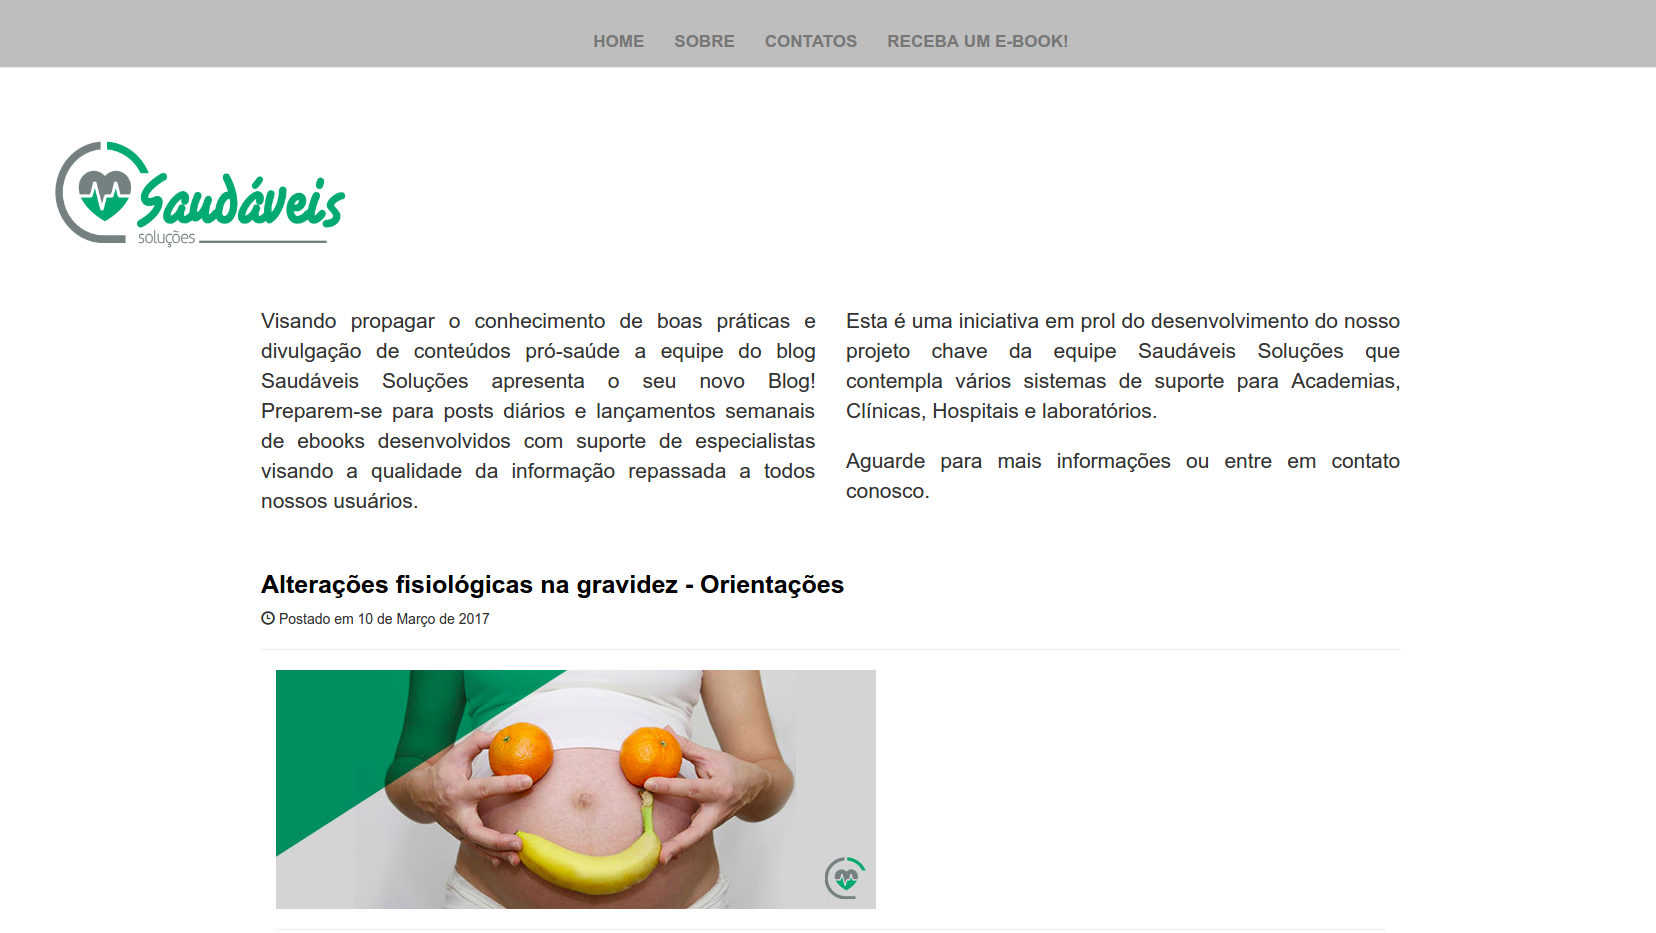 HOME SOBRE CONTATOS RECEBA UM E-BOOK!
Saudáveis
soluções
Visando propagar o conhecimento de boas práticas e
divulgação de conteúdos pró-saúde a equipe do blog
Saudáveis Soluções apresenta o seu novo Blog!
Preparem-se para posts diários e lançamentos semanais
de ebooks desenvolvidos com suporte de especialistas
visando a qualidade da informação repassada a todos
nossos usuários.
Esta é uma iniciativa em prol do desenvolvimento do nosso
projeto chave da equipe Saudáveis Soluções que
contempla vários sistemas de suporte para Academias,
Clínicas, Hospitais e laboratórios.
Aguarde para mais informações ou entre em contato
conosco.
Alterações fisiológicas na gravidez - Orientações
Postado em 10 de Março de 2017